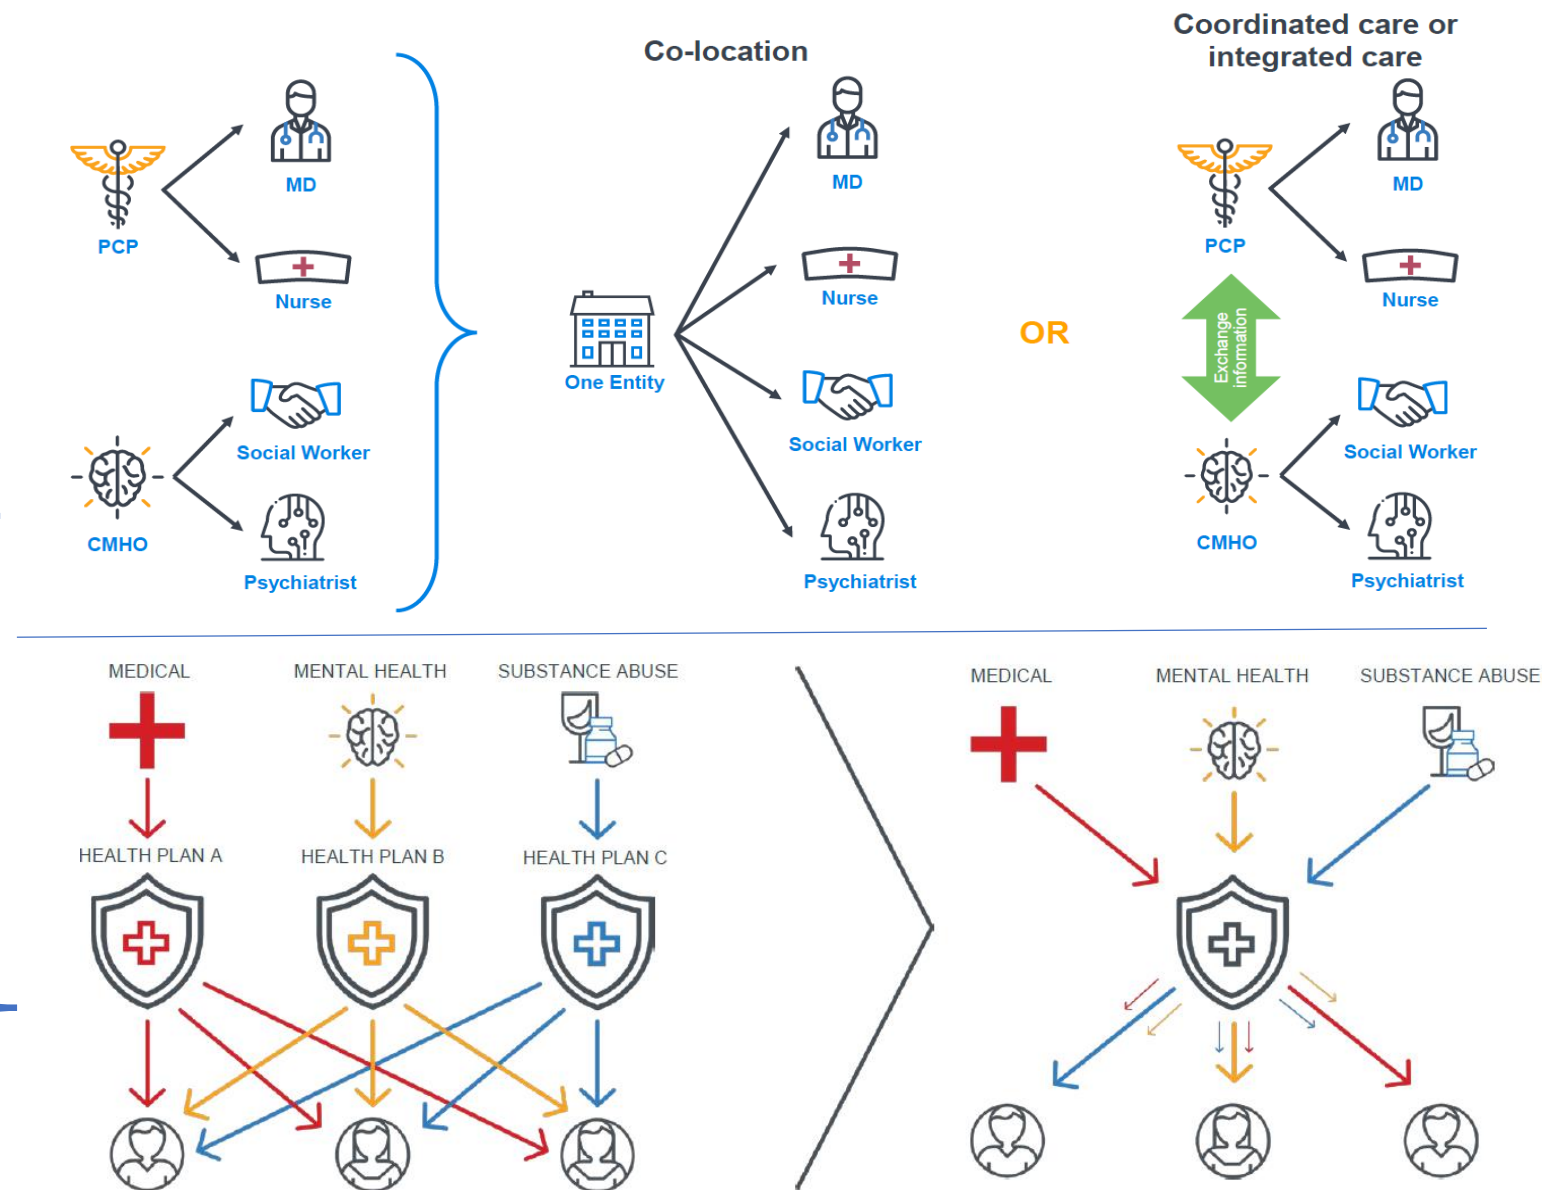 Co-location
Coordinated care or
integrated care
MD
PCP
Nurse
Social Worker
CMHO
Psychiatrist
One Entity
MD
Nurse
Social Worker
Psychiatrist
OR
MD
PCP
Nurse
Exchange
information
Social Worker
CMHO
Psychiatrist
MEDICAL
MENTAL HEALTH
SUBSTANCE ABUSE
HEALTH PLAN A
HEALTH PLAN B
HEALTH PLAN C
MEDICAL
MENTAL HEALTH
SUBSTANCE ABUSE